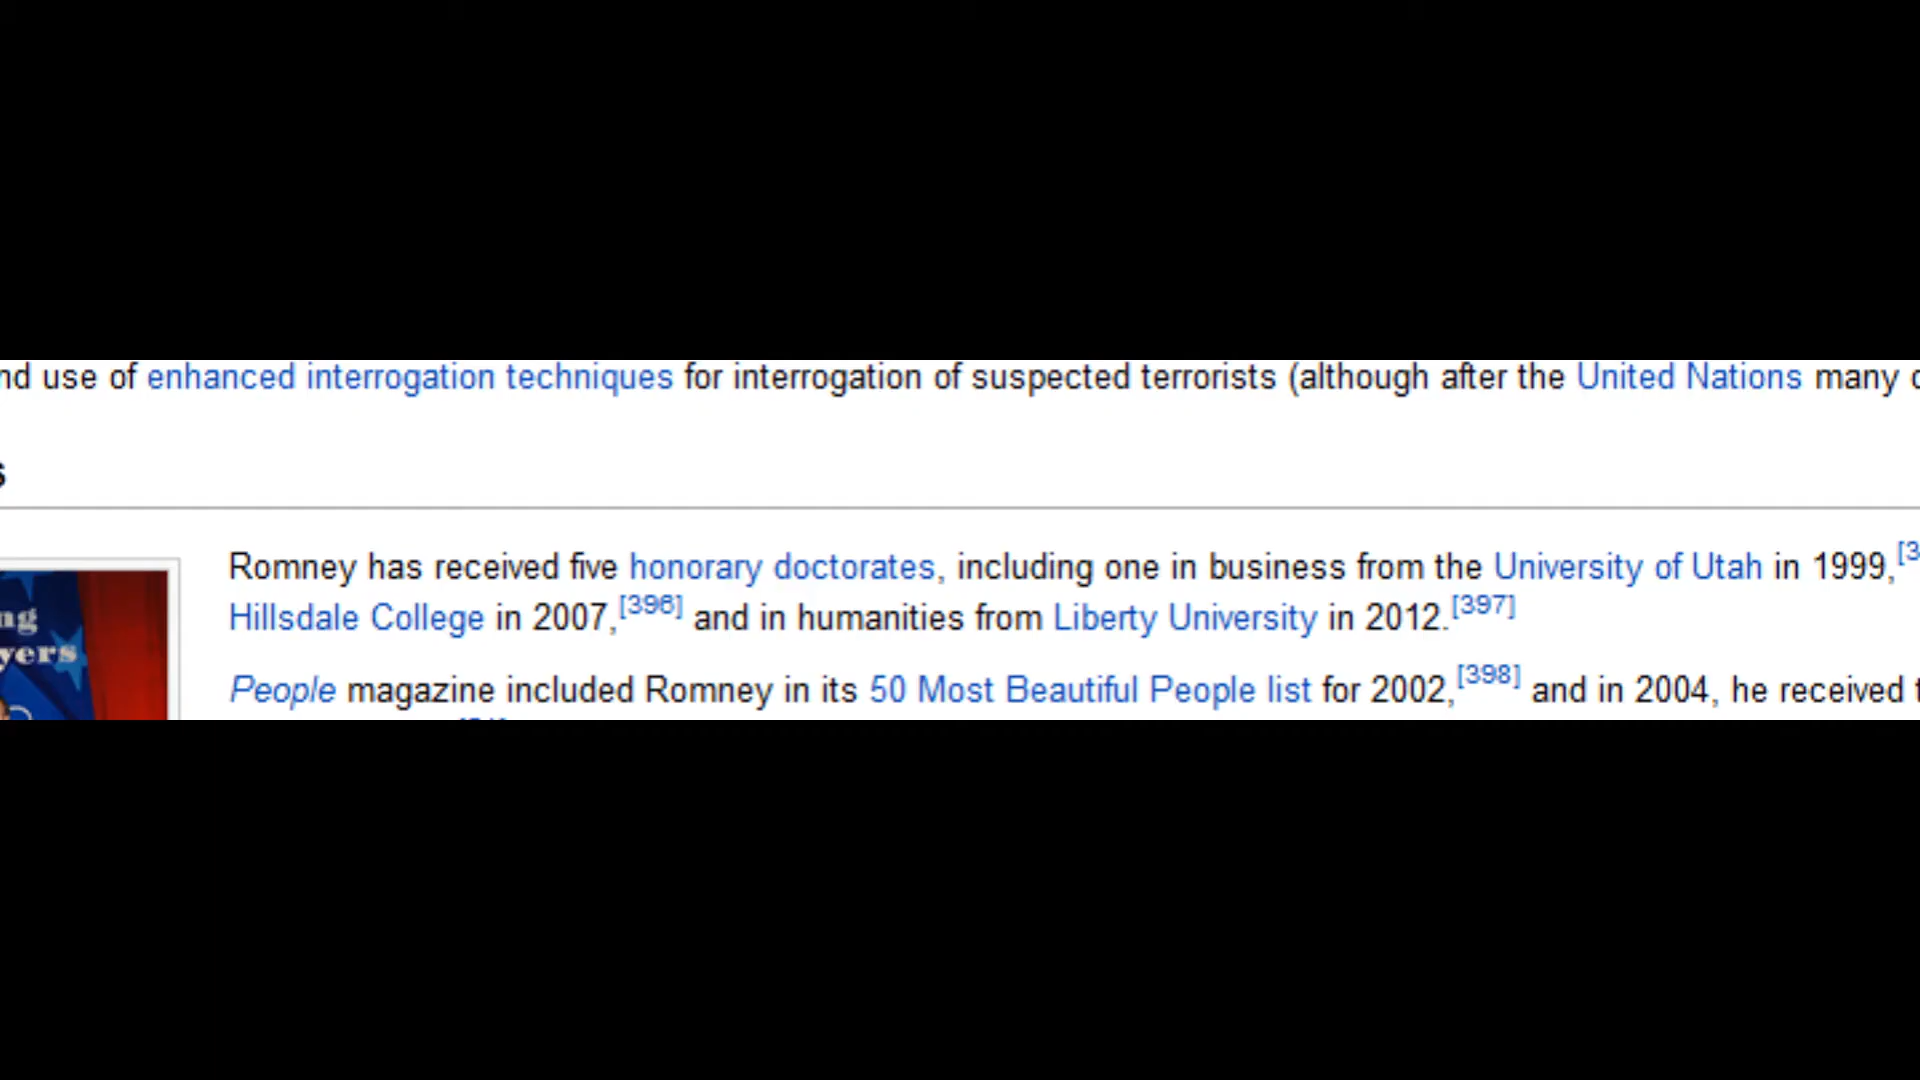 nd use of enhanced interrogation techniques for interrogation of suspected terrorists (although after the United Nations many
s
Romney has received five honorary doctorates, including one in business from the University of Utah in 1999,[3
ng
yers
Hillsdale College in 2007,[396] and in humanities from Liberty University in 2012.[397]
People magazine included Romney in its 50 Most Beautiful People list for 2002,[398] and in 2004, he received t